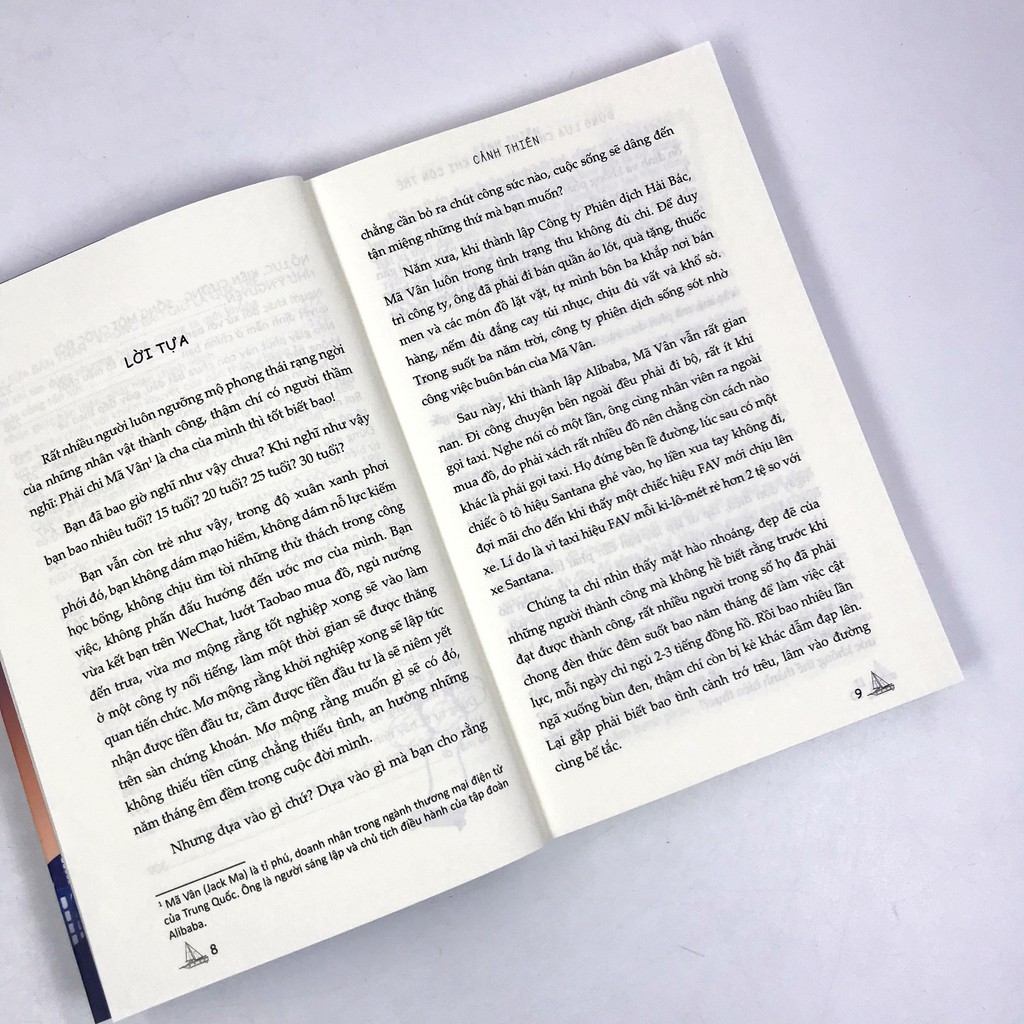 LỜI TỰA
Rất nhiều người luôn ngưỡng mộ phong thái rạng ngời
của những nhân vật thành công, thậm chí có người thầm
nghĩ: Phải chi Mã Vân¹ là cha của mình thì tốt biết bao!
Bạn đã bao giờ nghĩ như vậy chưa? Khi nghĩ như vậy
bạn bao nhiêu tuổi? 15 tuổi? 20 tuổi? 25 tuổi? 30 tuổi?
Bạn vẫn còn trẻ như vậy, trong độ xuân xanh phơi
phới đó, bạn không dám mạo hiểm, không dám nỗ lực kiếm
học bổng, không chịu tìm tòi những thử thách trong công
việc, không phấn đấu hướng đến ước mơ của mình. Bạn
vừa kết bạn trên WeChat, lướt Taobao mua đồ, ngủ nướng
đến trưa, vừa mơ mộng rằng tốt nghiệp xong sẽ vào làm
ở một công ty nổi tiếng, làm một thời gian sẽ được thăng
quan tiến chức. Mơ mộng rằng khởi nghiệp xong sẽ lập tức
nhận được tiền đầu tư, cầm được tiền đầu tư là sẽ niêm yết
trên sàn chứng khoán. Mơ mộng rằng muốn gì sẽ có đó,
không thiếu tiền cũng chẳng thiếu tình, an hưởng những
năm tháng êm đềm trong cuộc đời mình.
Nhưng dựa vào gì chứ? Dựa vào gì mà bạn cho rằng
¹ Mã Vân (Jack Ma) là tỉ phú, doanh nhân trong ngành thương mại điện tử
của Trung Quốc. Ông là người sáng lập và chủ tịch điều hành của tập đoàn
Alibaba.
8
CẢNH THIÊN
chẳng cần bỏ ra chút công sức nào, cuộc sống sẽ dâng đến
tận miệng những thứ mà bạn muốn?
Năm xưa, khi thành lập Công ty Phiên dịch Hải Bác,
Mã Vân luôn trong tình trạng thu không đủ chi. Để duy
trì công ty, ông đã phải đi bán quần áo lót, quà tặng, thuốc
men và các món đồ lặt vặt, tự mình bôn ba khắp nơi bán
hàng, nếm đủ đắng cay tủi nhục, chịu đủ vất vả khổ sở.
Trong suốt ba năm trời, công ty phiên dịch sống sót nhờ
công việc buôn bán của Mã Vân.
Sau này, khi thành lập Alibaba, Mã Vân vẫn rất gian
nan. Đi công chuyện bên ngoài đều phải đi bộ, rất ít khi
gọi taxi. Nghe nói có một lần, ông cùng nhân viên ra ngoài
mua đồ, do phải xách rất nhiều đồ nên chẳng còn cách nào
khác là phải gọi taxi. Họ đứng bên lề đường, lúc sau có một
chiếc ô tô hiệu Santana ghé vào, họ liền xua tay không đi,
đợi mãi cho đến khi thấy một chiếc hiệu FAV mới chịu lên
xe. Lí do là vì taxi hiệu FAV mỗi ki-lô-mét rẻ hơn 2 tệ so với
xe Santana.
Chúng ta chỉ nhìn thấy mặt hào nhoáng, đẹp đẽ của
những người thành công mà không hề biết rằng trước khi
đạt được thành công, rất nhiều người trong số họ đã phải
chong đèn thức đêm suốt bao năm tháng để làm việc cật
lực, mỗi ngày chỉ ngủ 2-3 tiếng đồng hồ. Rồi bao nhiêu lần
ngã xuống bùn đen, thậm chí còn bị kẻ khác dẫm đạp lên.
Lại gặp phải biết bao tình cảnh trớ trêu, lâm vào đường
cùng bế tắc.
9